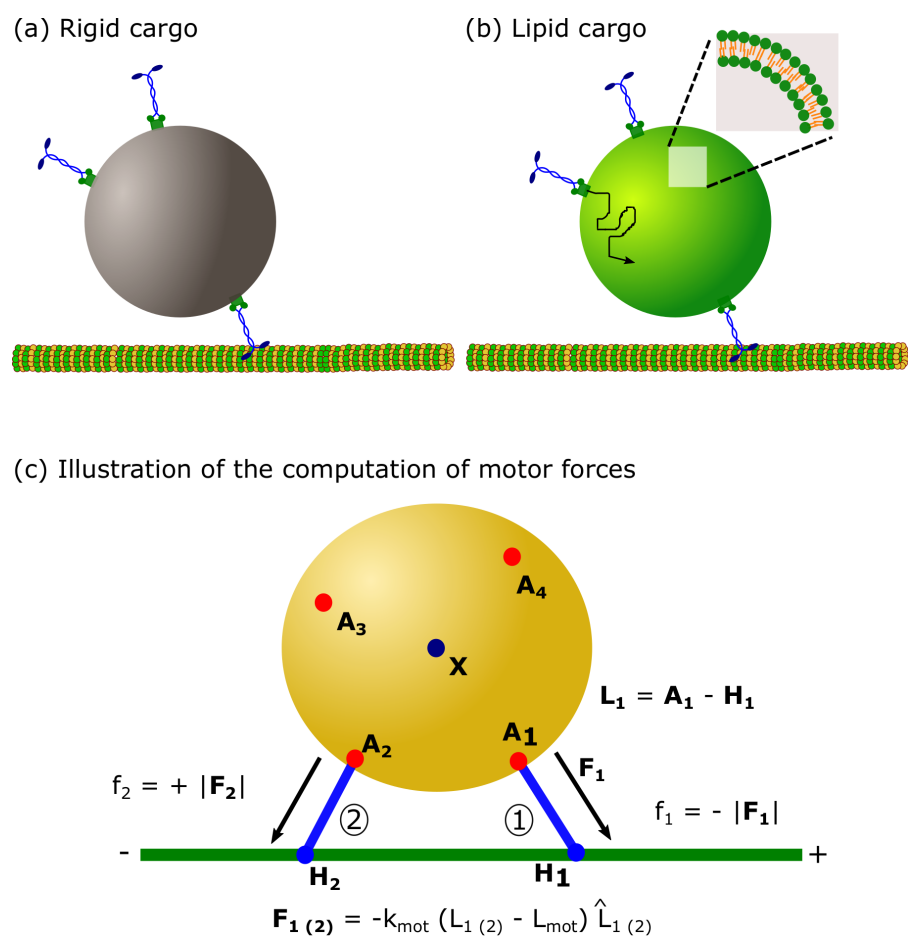 (a) Rigid cargo
(b) Lipid cargo
(c) Illustration of the computation of motor forces
A₄
A₃
X
L₁ = A₁ - H₁
A₂
A1
F₁
f₂ = + |F₂|
f₁ = - |F₁|
②
①
-
+
H₂
H1
F₁ ₍₂₎ = -kₘₒₜ (L₁ ₍₂₎ - Lₘₒₜ) L̂₁ ₍₂₎